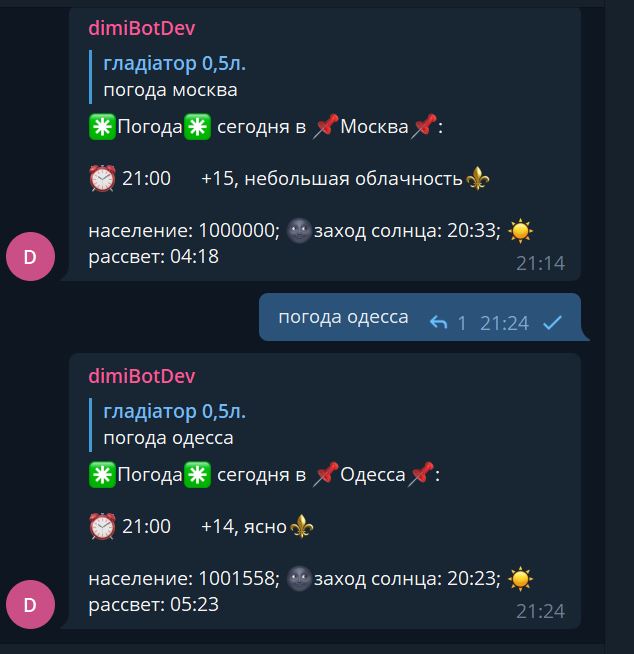 dimiBotDev
гладіатор 0,5л.
погода москва
✳️Погода✳️ сегодня в 📌Москва📌:
⏰ 21:00 +15, небольшая облачность⚜️
население: 1000000; 🌚заход солнца: 20:33; ☀️
рассвет: 04:18
21:14
D
погода одесса 1 21:24
dimiBotDev
гладіатор 0,5л.
погода одесса
✳️Погода✳️ сегодня в 📌Одесса📌:
⏰ 21:00 +14, ясно⚜️
население: 1001558; 🌚заход солнца: 20:23; ☀️
рассвет: 05:23
21:24
D